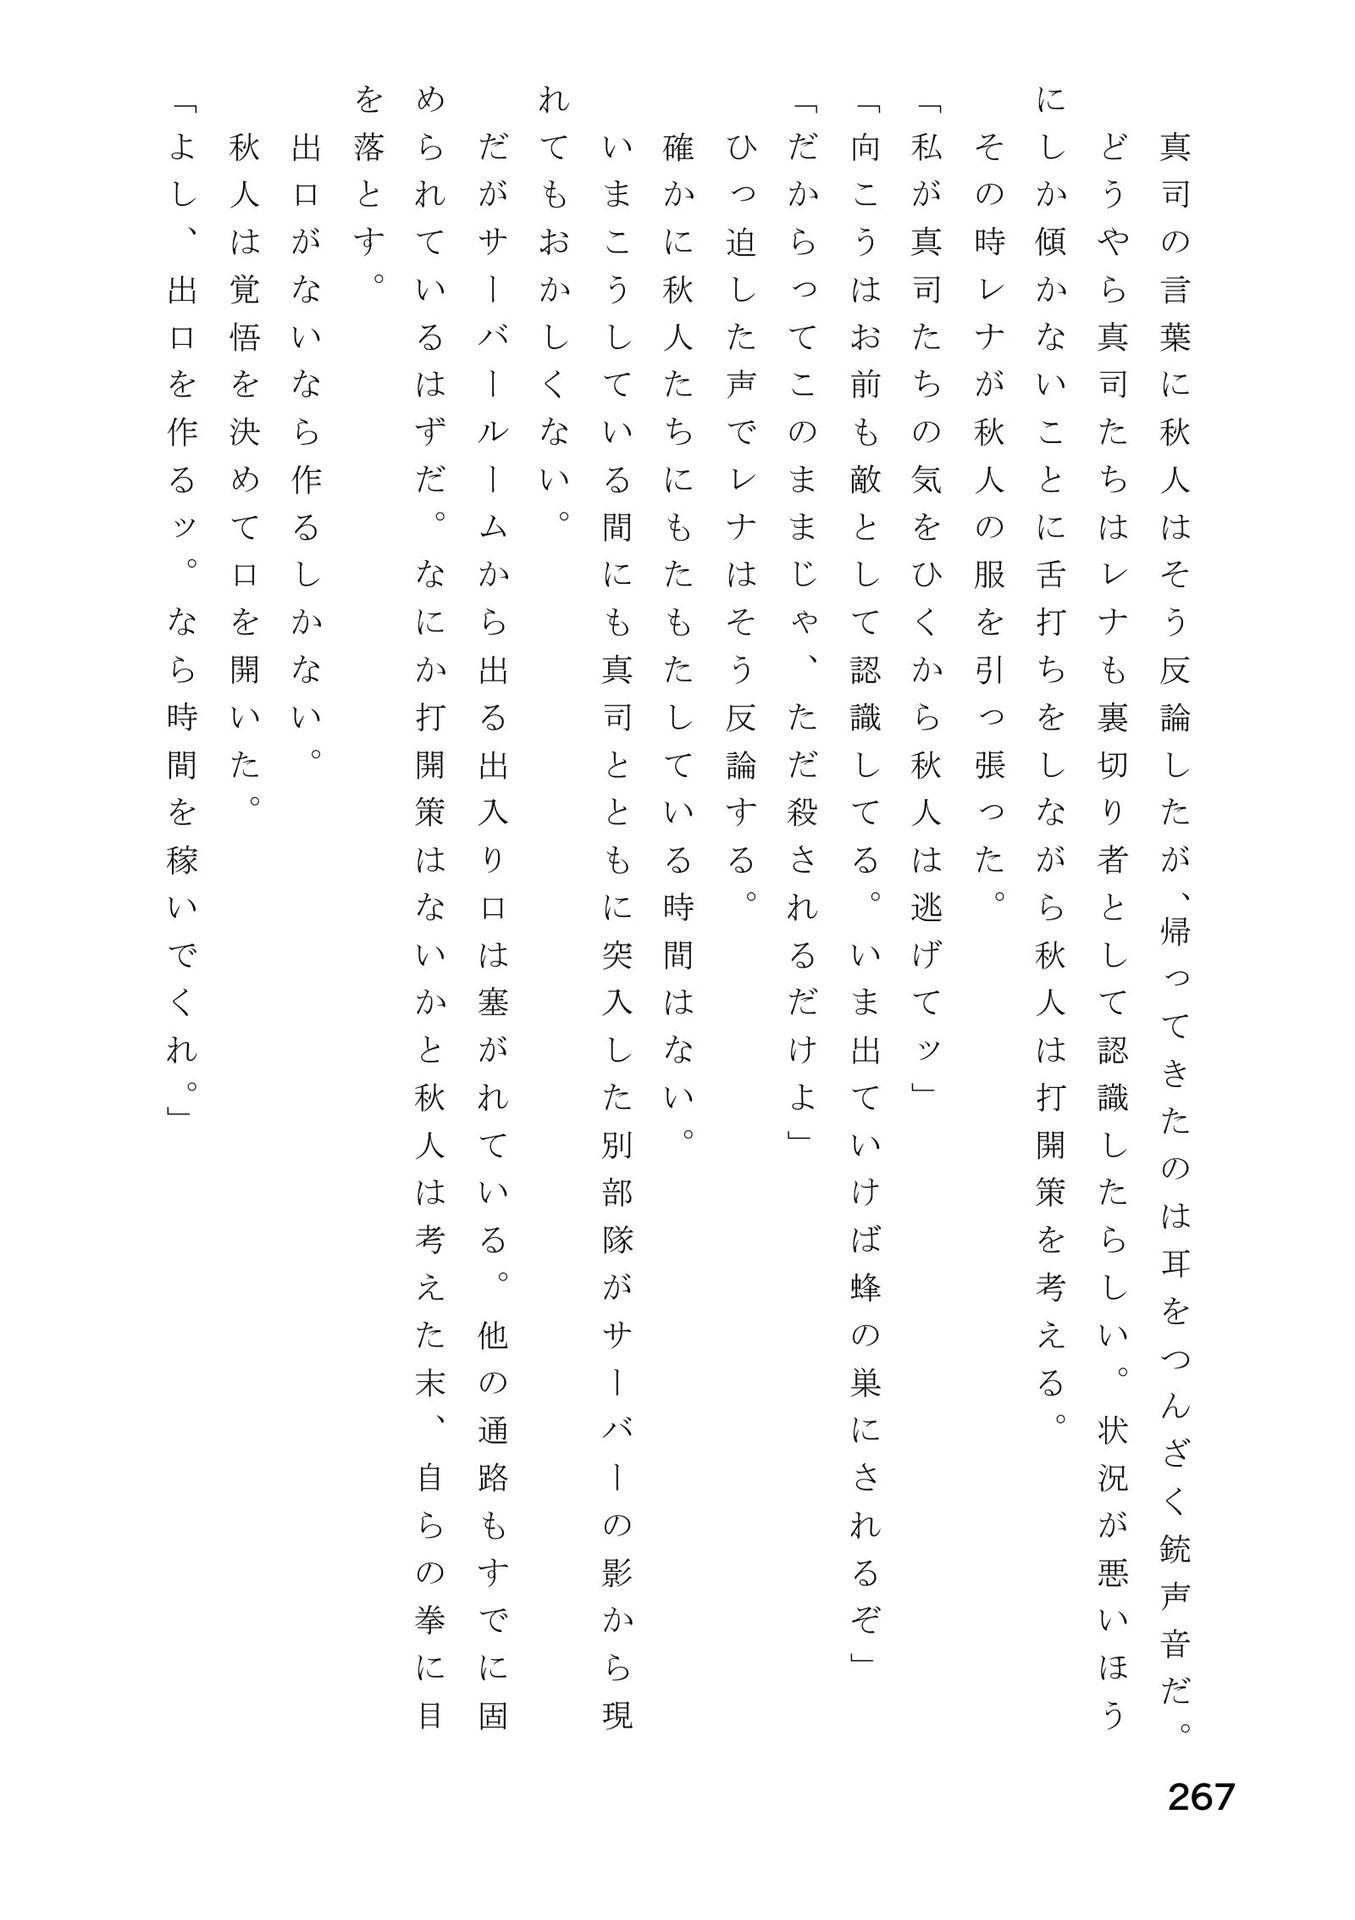 真司の言葉に秋人はそう反論したが、帰ってきたのは耳をつんざく銃声音だ。
　どうやら真司たちはレナも裏切り者として認識したらしい。状況が悪いほう
にしか傾かないことに舌打ちをしながら秋人は打開策を考える。
　その時レナが秋人の服を引っ張った。
「私が真司たちの気をひくから秋人は逃げてッ」
「向こうはお前も敵として認識してる。いま出ていけば蜂の巣にされるぞ」
「だからってこのままじゃ、ただ殺されるだけよ」
　ひっ迫した声でレナはそう反論する。
　確かに秋人たちにもたもたしている時間はない。
　いまこうしている間にも真司とともに突入した別部隊がサーバーの影から現
れてもおかしくない。
　だがサーバールームから出る出入り口は塞がれている。他の通路もすでに固
められているはずだ。なにか打開策はないかと秋人は考えた末、自らの拳に目
を落とす。
　出口がないなら作るしかない。
　秋人は覚悟を決めて口を開いた。
「よし、出口を作るッ。なら時間を稼いでくれ。」
267